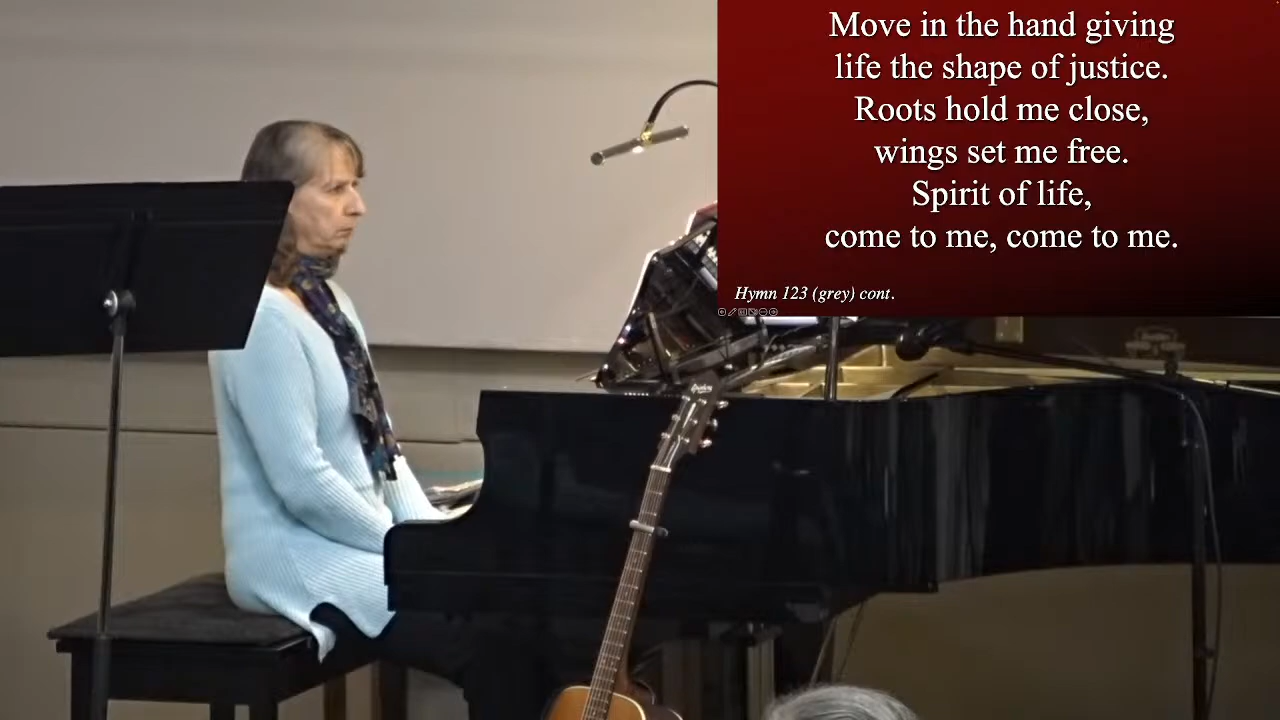 Move in the hand giving
life the shape of justice.
Roots hold me close,
wings set me free.
Spirit of life,
come to me, come to me.
Hymn 123 (grey) cont.